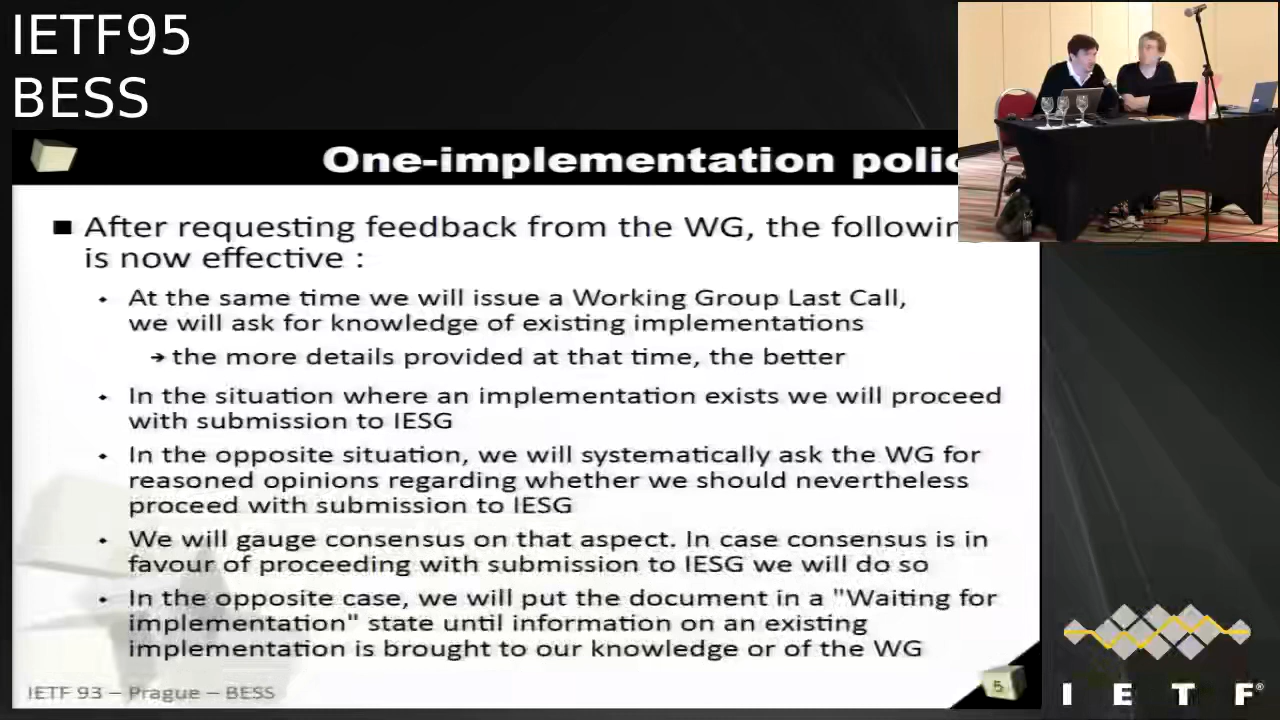 IETF95
BESS
One-implementation polic
■ After requesting feedback from the WG, the followin
is now effective :
• At the same time we will issue a Working Group Last Call,
we will ask for knowledge of existing implementations
➔ the more details provided at that time, the better
• In the situation where an implementation exists we will proceed
with submission to IESG
• In the opposite situation, we will systematically ask the WG for
reasoned opinions regarding whether we should nevertheless
proceed with submission to IESG
• We will gauge consensus on that aspect. In case consensus is in
favour of proceeding with submission to IESG we will do so
• In the opposite case, we will put the document in a "Waiting for
implementation" state until information on an existing
implementation is brought to our knowledge or of the WG
IETF 93 – Prague – BESS
5
I E T F®